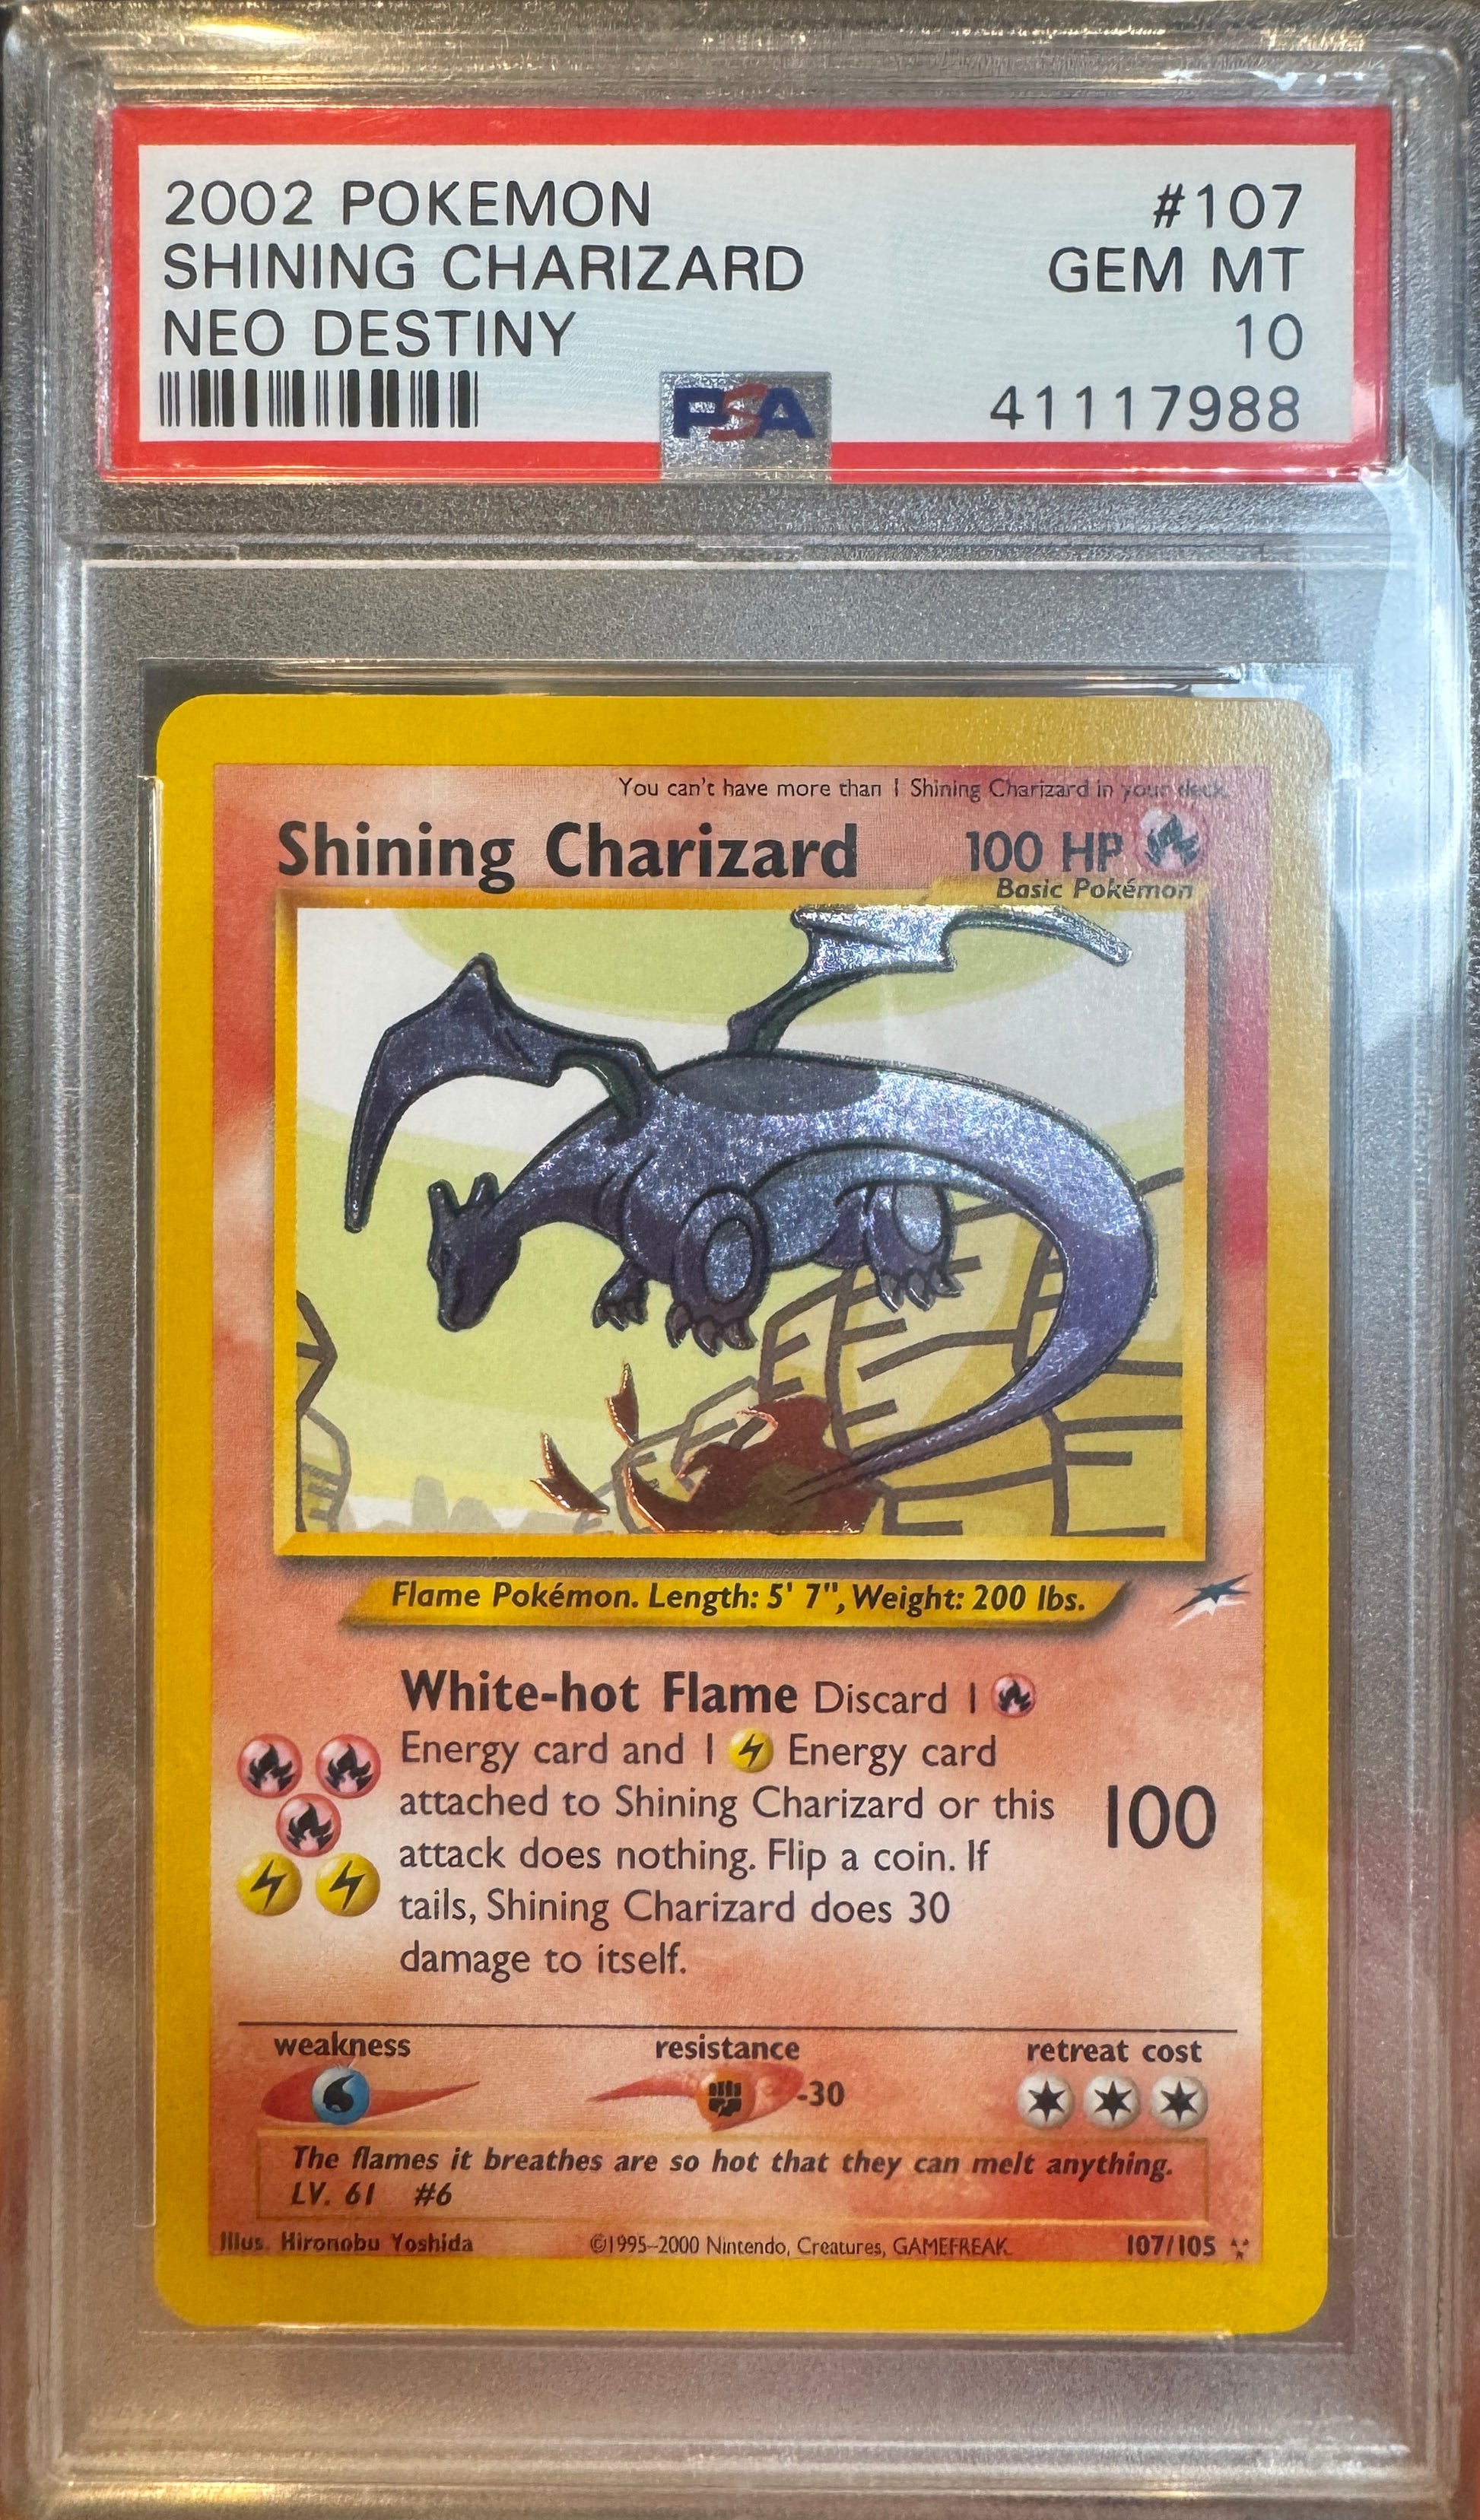 2002 POKEMON #107
SHINING CHARIZARD GEM MT
NEO DESTINY 10
PSA 41117988
You can't have more than 1 Shining Charizard in your deck.
Shining Charizard 100 HP
Basic Pokémon
Flame Pokémon. Length: 5' 7", Weight: 200 lbs.
White-hot Flame Discard 1
Energy card and 1 Energy card
attached to Shining Charizard or this
attack does nothing. Flip a coin. If
tails, Shining Charizard does 30
damage to itself.
100
weakness resistance retreat cost
-30
The flames it breathes are so hot that they can melt anything.
LV. 61 #6
Illus. Hironobu Yoshida ©1995-2000 Nintendo, Creatures, GAMEFREAK. 107/105